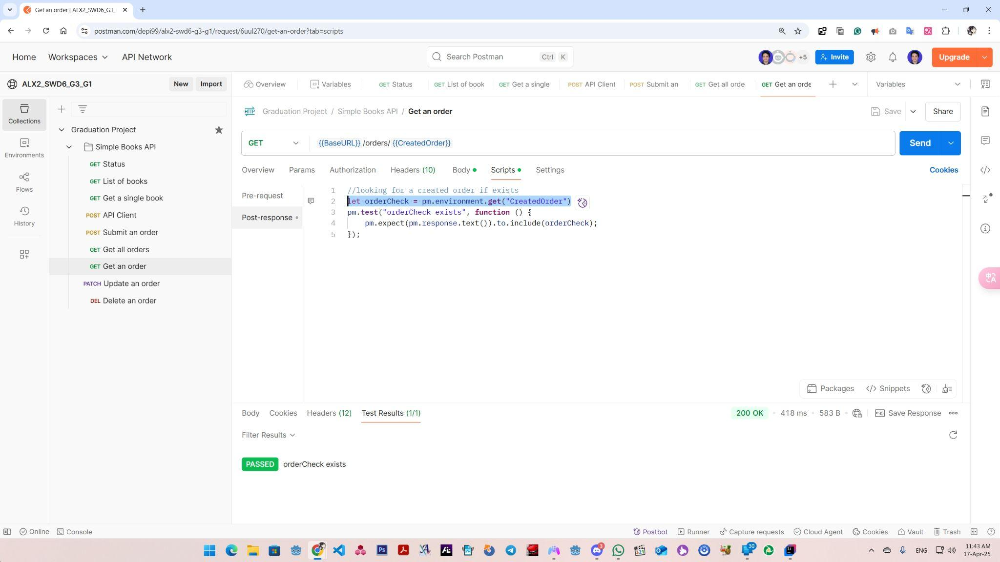 Get an order | ALX2_SWD6_G3_
postman.com/depi99/alx2-swd6-g3-g1/request/6uul270/get-an-order?tab=scripts
Home
Workspaces
API Network
Search Postman
Ctrl
K
+5
Invite
Upgrade
ALX2_SWD6_G3_G1
New
Import
Overview
Variables
GET Status
GET List of book
GET Get a single
POST API Client
POST Submit an
GET Get all orde
GET Get an orde
Variables
Collections
Environments
Flows
History
Graduation Project
Simple Books API
GET Status
GET List of books
GET Get a single book
POST API Client
POST Submit an order
GET Get all orders
GET Get an order
PATCH Update an order
DEL Delete an order
HTTP
Graduation Project / Simple Books API / Get an order
Save
Share
GET
{{BaseURL}} /orders/ {{CreatedOrder}}
Send
Overview
Params
Authorization
Headers (10)
Body
Scripts
Settings
Cookies
Pre-request
Post-response
1 //looking for a created order if exists
2 let orderCheck = pm.environment.get("CreatedOrder")
3 pm.test("orderCheck exists", function () {
4 pm.expect(pm.response.text()).to.include(orderCheck);
5 });
Packages
</> Snippets
Body
Cookies
Headers (12)
Test Results (1/1)
200 OK
418 ms
583 B
e.g.
Save Response
Filter Results
PASSED orderCheck exists
Online
Console
Postbot
Runner
Capture requests
Cloud Agent
Cookies
Vault
Trash
Ps
321
3
30
ENG
11:43 AM
17-Apr-25